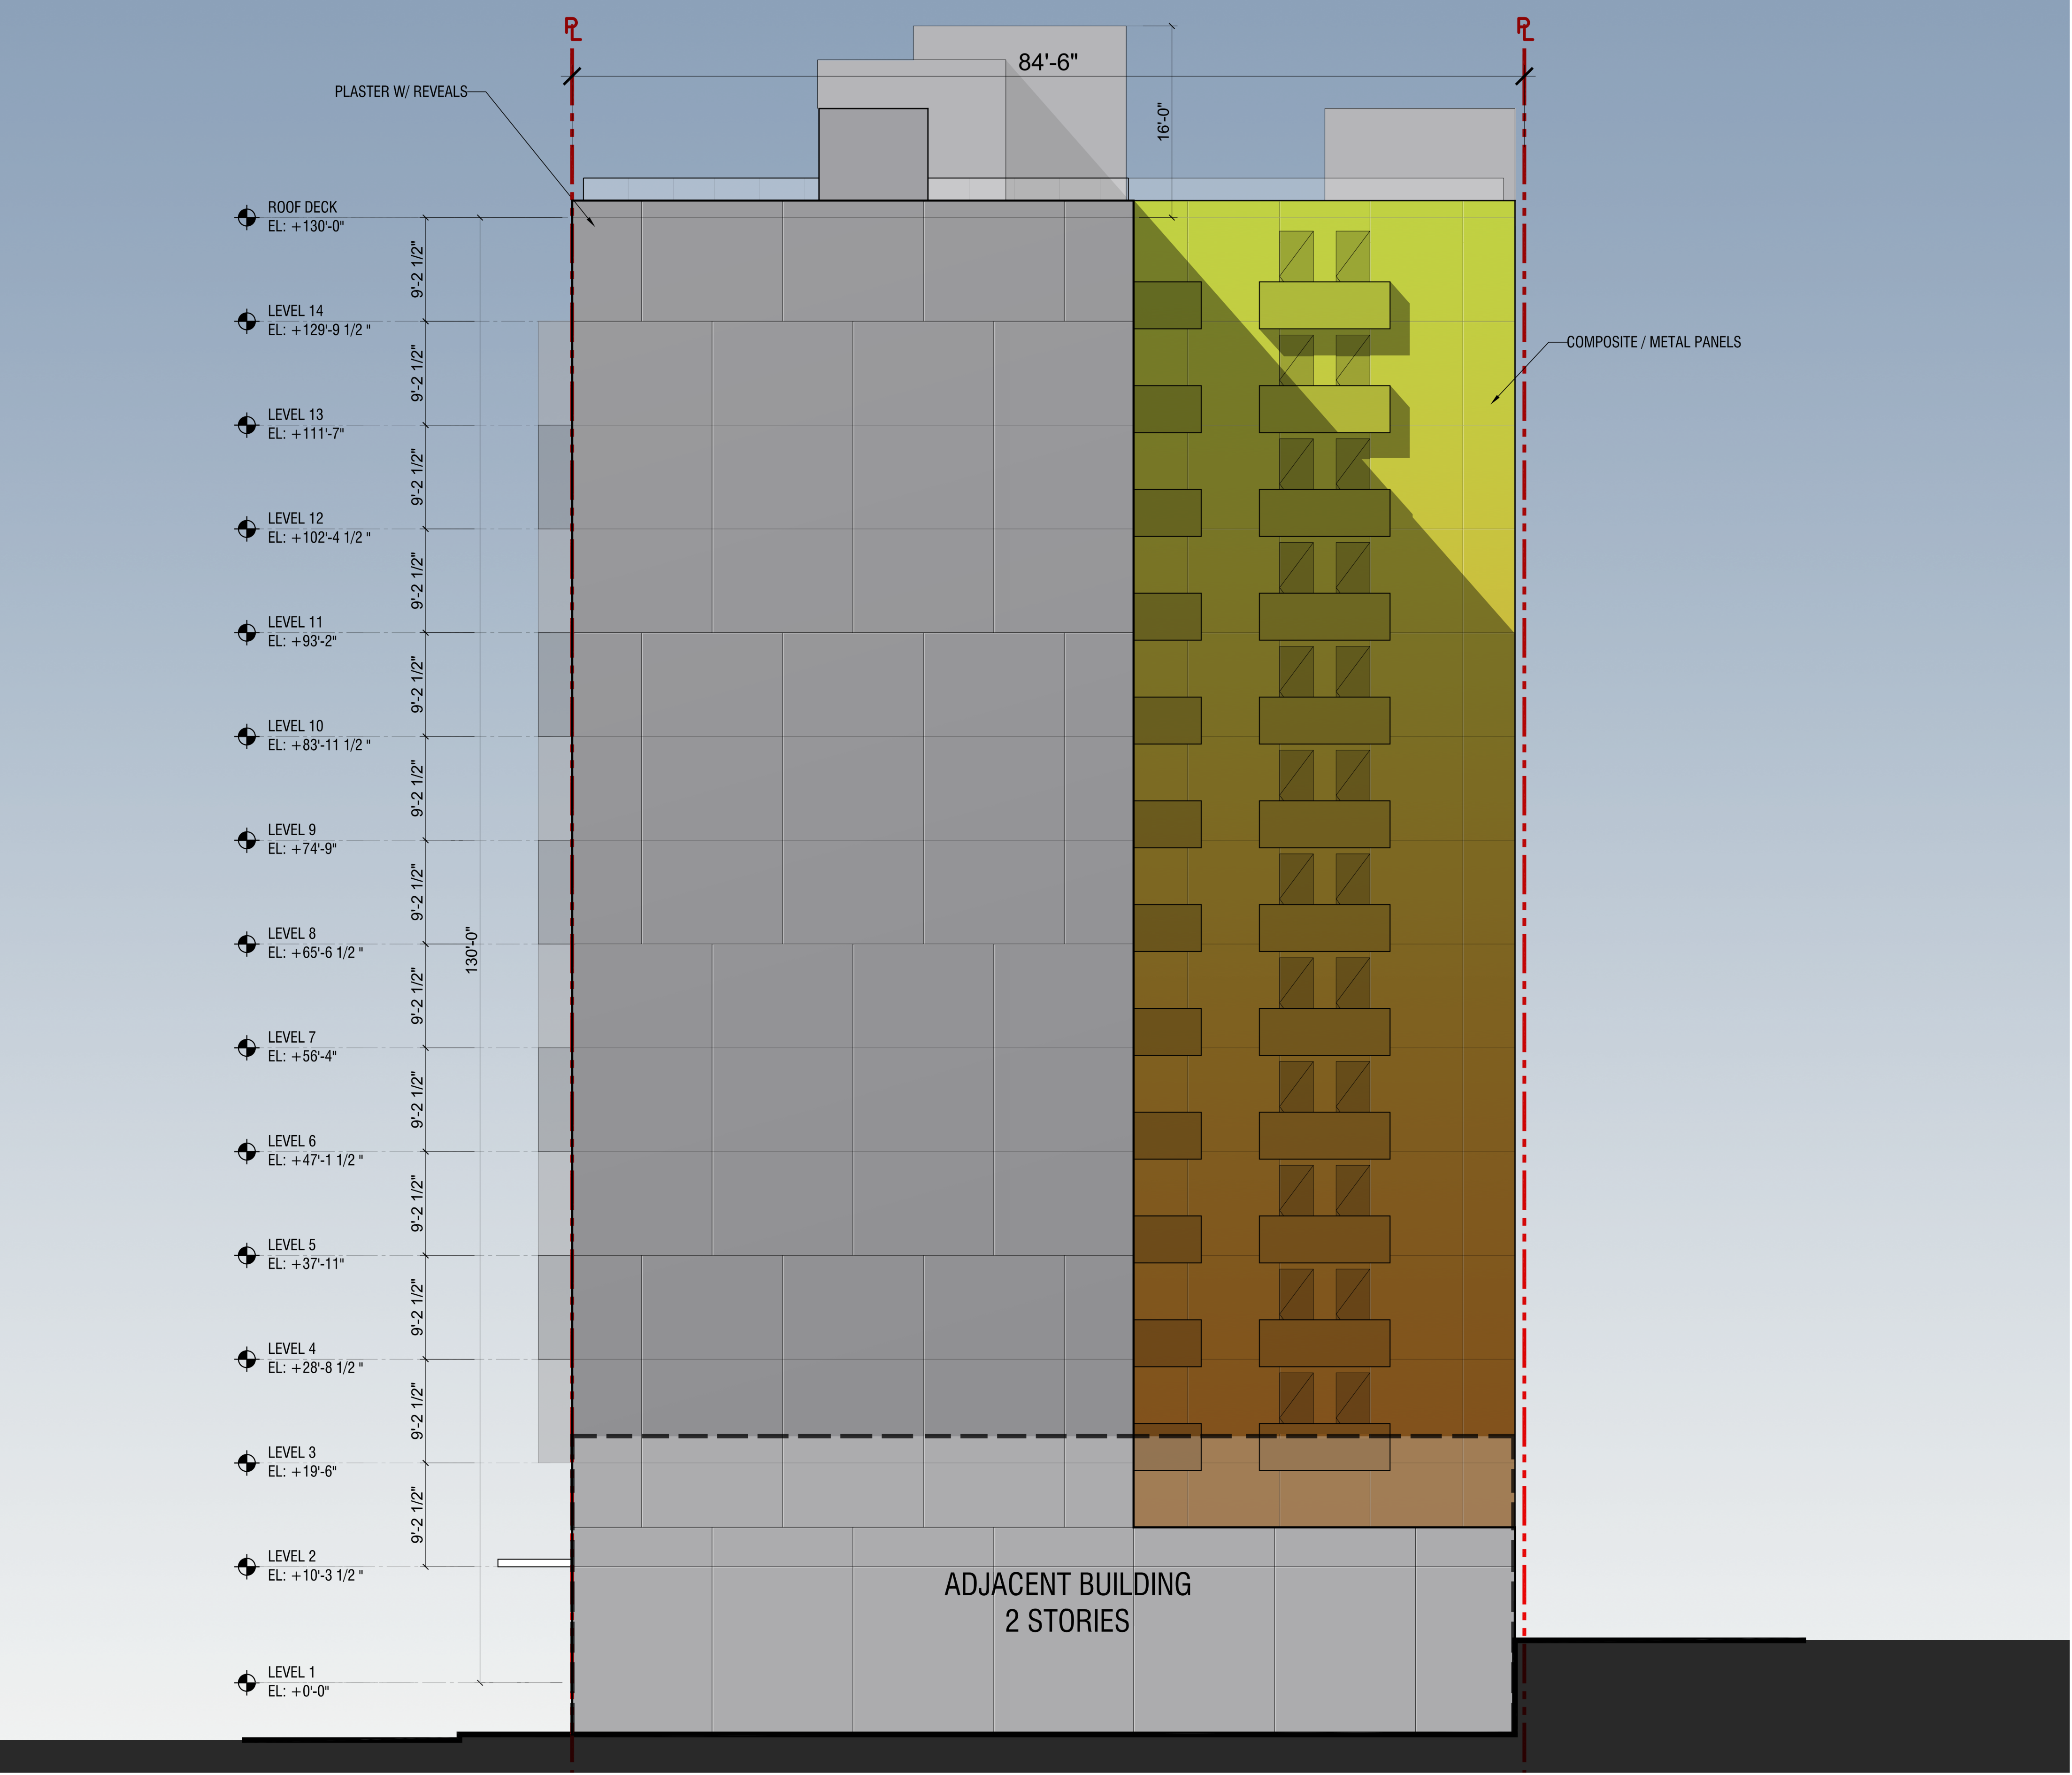 PL
PL
84'-6"
PLASTER W/ REVEALS
16'-0"
ROOF DECK
EL: +130'-0"
9'-2 1/2"
LEVEL 14
EL: +129'-9 1/2 "
COMPOSITE / METAL PANELS
9'-2 1/2"
LEVEL 13
EL: +111'-7"
9'-2 1/2"
LEVEL 12
EL: +102'-4 1/2 "
9'-2 1/2"
LEVEL 11
EL: +93'-2"
9'-2 1/2"
LEVEL 10
EL: +83'-11 1/2 "
9'-2 1/2"
LEVEL 9
EL: +74'-9"
9'-2 1/2"
LEVEL 8
EL: +65'-6 1/2 "
130'-0"
9'-2 1/2"
LEVEL 7
EL: +56'-4"
9'-2 1/2"
LEVEL 6
EL: +47'-1 1/2 "
9'-2 1/2"
LEVEL 5
EL: +37'-11"
9'-2 1/2"
LEVEL 4
EL: +28'-8 1/2 "
9'-2 1/2"
LEVEL 3
EL: +19'-6"
9'-2 1/2"
LEVEL 2
EL: +10'-3 1/2 "
ADJACENT BUILDING
2 STORIES
LEVEL 1
EL: +0'-0"